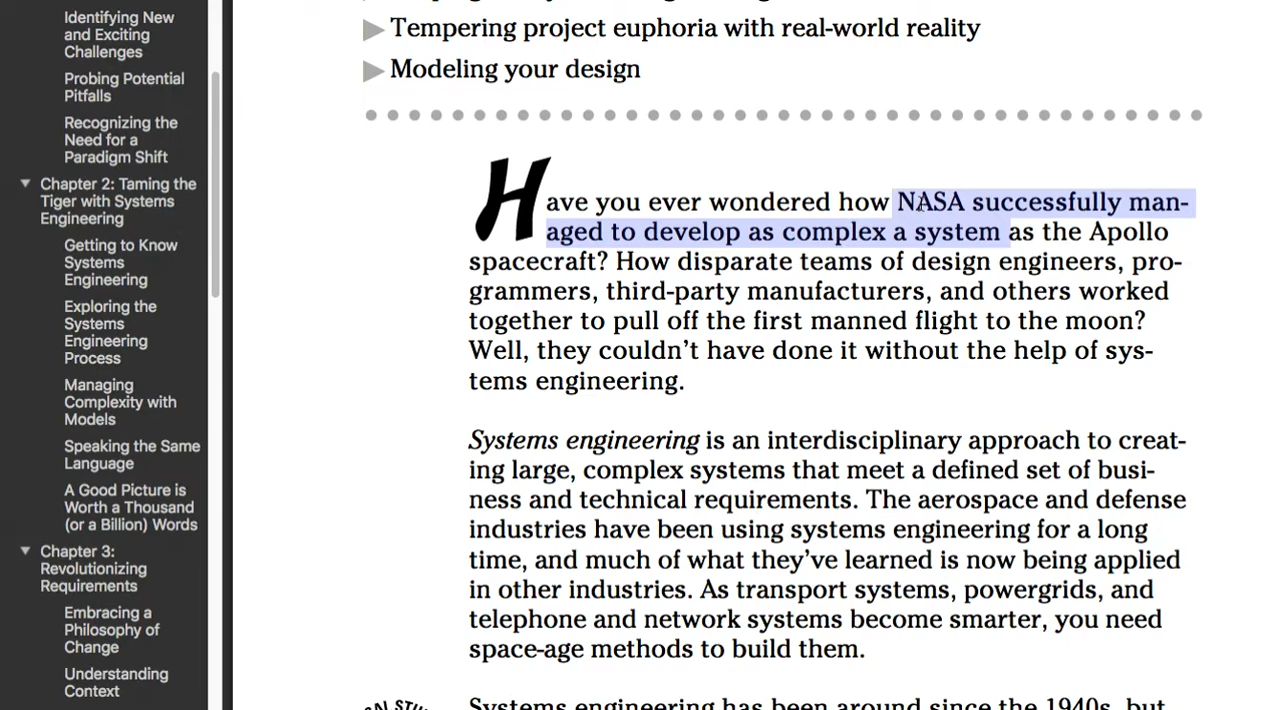 Identifying New
and Exciting
Challenges
Probing Potential
Pitfalls
Recognizing the
Need for a
Paradigm Shift
Chapter 2: Taming the
Tiger with Systems
Engineering
Getting to Know
Systems
Engineering
Exploring the
Systems
Engineering
Process
Managing
Complexity with
Models
Speaking the Same
Language
A Good Picture is
Worth a Thousand
(or a Billion) Words
Chapter 3:
Revolutionizing
Requirements
Embracing a
Philosophy of
Change
Understanding
Context
Tempering project euphoria with real-world reality
Modeling your design
Have you ever wondered how NASA successfully man-
aged to develop as complex a system as the Apollo
spacecraft? How disparate teams of design engineers, pro-
grammers, third-party manufacturers, and others worked
together to pull off the first manned flight to the moon?
Well, they couldn't have done it without the help of sys-
tems engineering.
Systems engineering is an interdisciplinary approach to creat-
ing large, complex systems that meet a defined set of busi-
ness and technical requirements. The aerospace and defense
industries have been using systems engineering for a long
time, and much of what they've learned is now being applied
in other industries. As transport systems, powergrids, and
telephone and network systems become smarter, you need
space-age methods to build them.
Systems engineering has been around since the 1940s, but